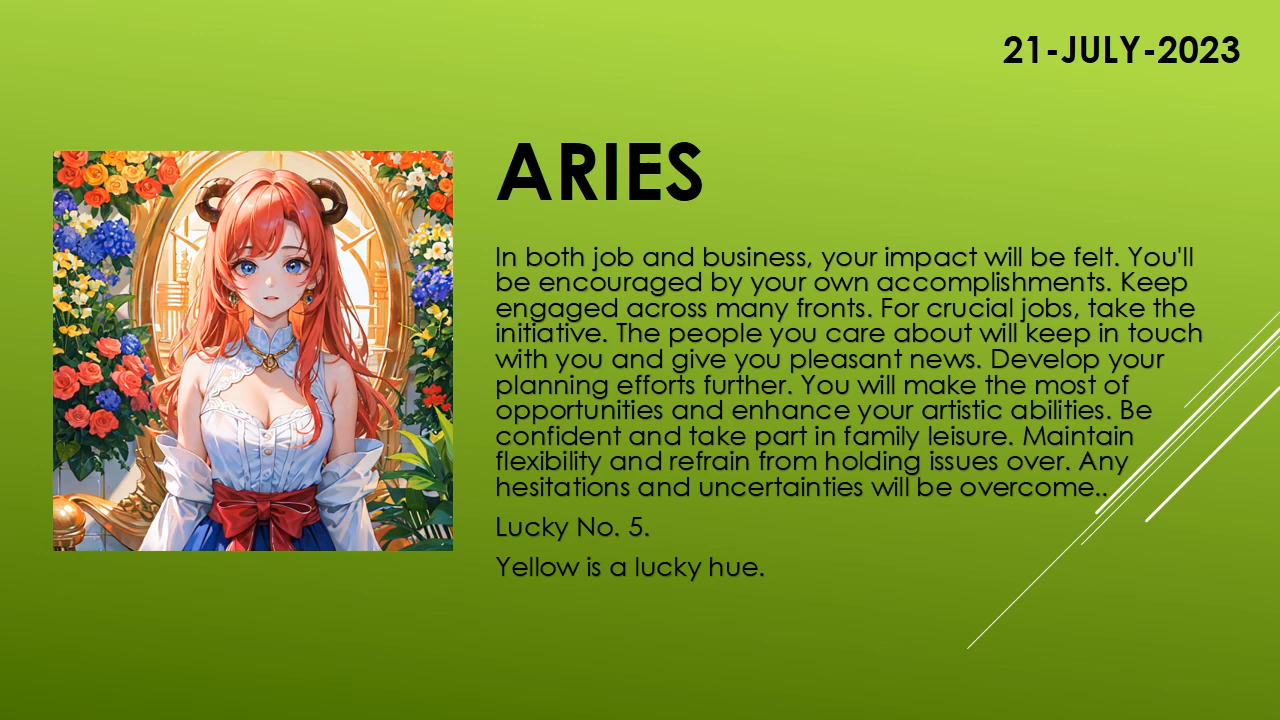 21-JULY-2023
ARIES
In both job and business, your impact will be felt. You'll
be encouraged by your own accomplishments. Keep
engaged across many fronts. For crucial jobs, take the
initiative. The people you care about will keep in touch
with you and give you pleasant news. Develop your
planning efforts further. You will make the most of
opportunities and enhance your artistic abilities. Be
confident and take part in family leisure. Maintain
flexibility and refrain from holding issues over. Any
hesitations and uncertainties will be overcome..
Lucky No. 5.
Yellow is a lucky hue.